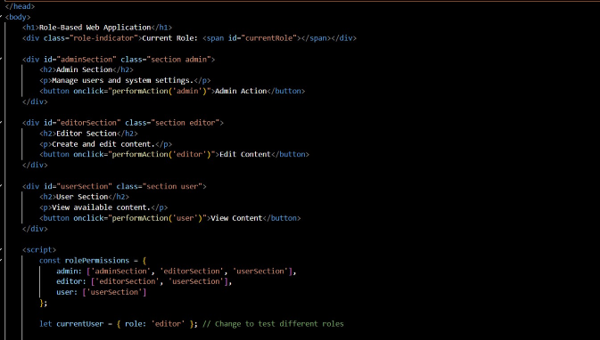 </head>
<body>
<h1>Role-Based Web Application</h1>
<div class="role-indicator">Current Role: <span id="currentRole"></span></div>
<div id="adminSection" class="section admin">
<h2>Admin Section</h2>
<p>Manage users and system settings.</p>
<button onclick="performAction('admin')">Admin Action</button>
</div>
<div id="editorSection" class="section editor">
<h2>Editor Section</h2>
<p>Create and edit content.</p>
<button onclick="performAction('editor')">Edit Content</button>
</div>
<div id="userSection" class="section user">
<h2>User Section</h2>
<p>View available content.</p>
<button onclick="performAction('user')">View Content</button>
</div>
<script>
const rolePermissions = {
admin: ['adminSection', 'editorSection', 'userSection'],
editor: ['editorSection', 'userSection'],
user: ['userSection']
};
let currentUser = { role: 'editor' }; // Change to test different roles